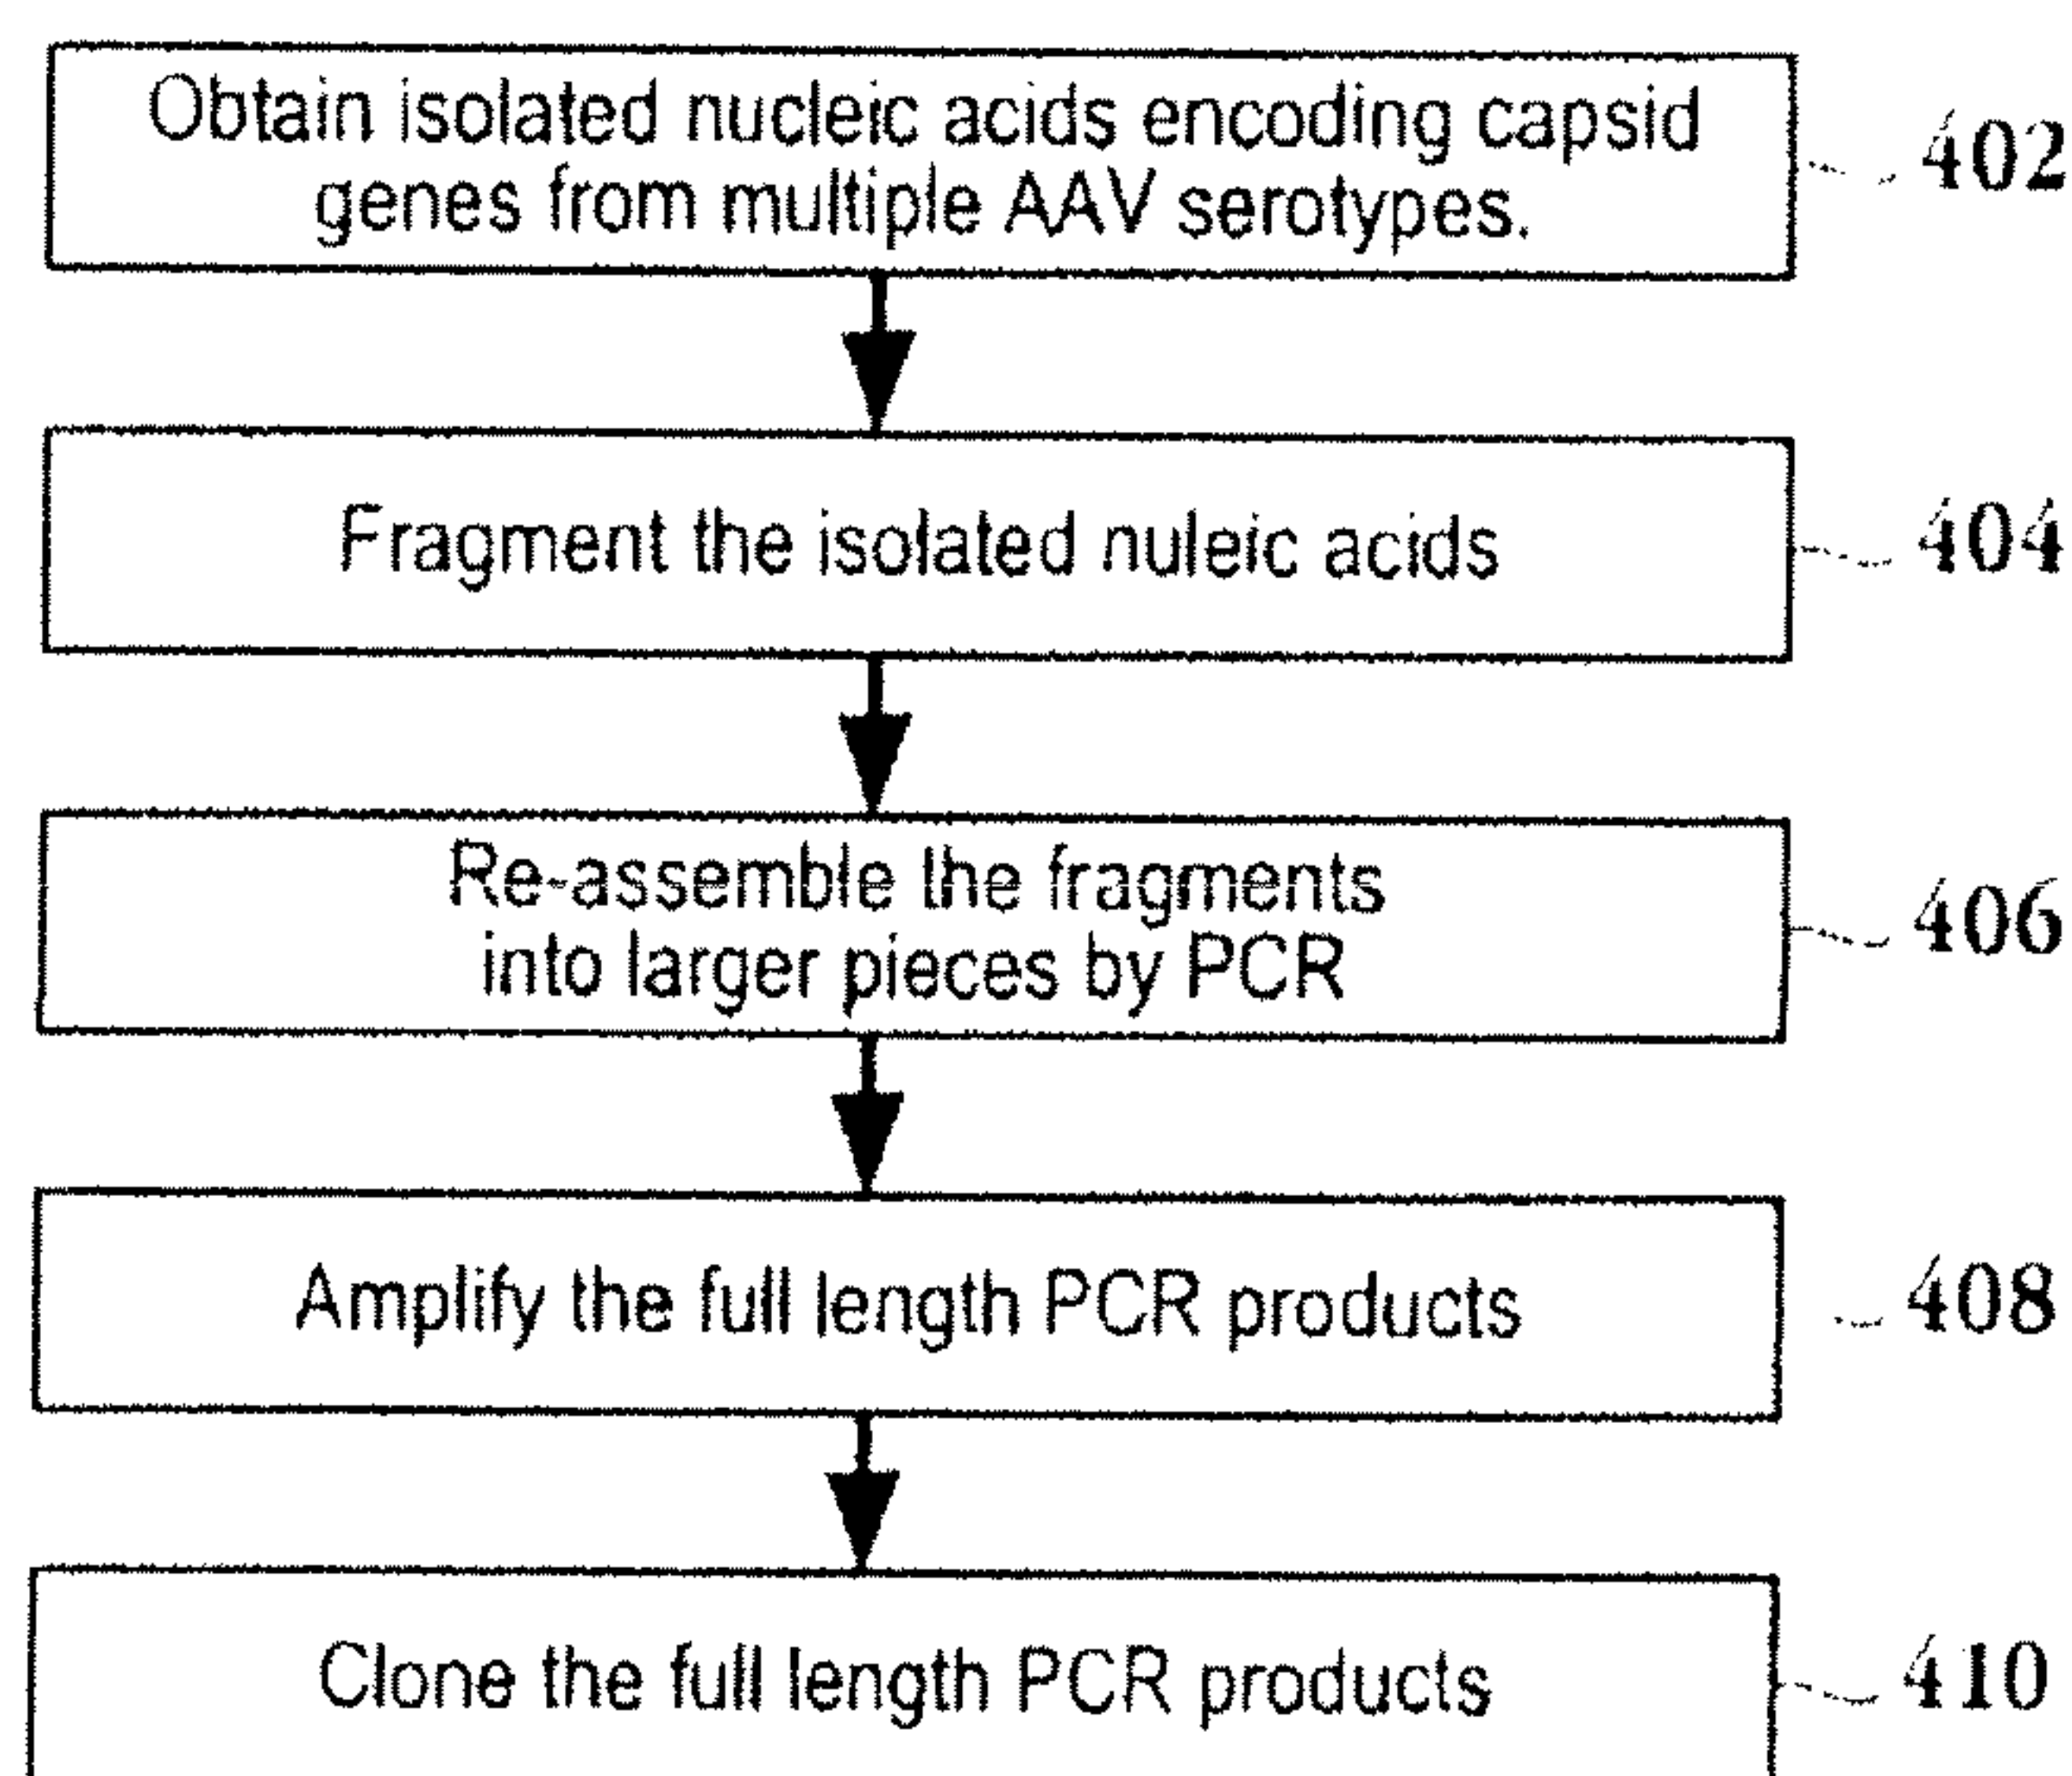 Obtain isolated nucleic acids encoding capsid
genes from multiple AAV serotypes.
402
Fragment the isolated nuleic acids
404
Re-assemble the fragments
into larger pieces by PCR
406
Amplify the full length PCR products
408
Clone the full length PCR products
410